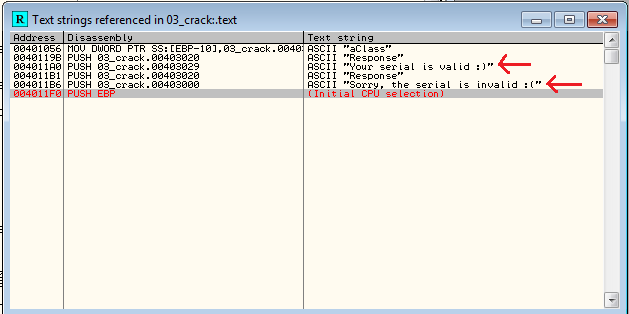 R Text strings referenced in 03_crack:.text
Address Disassembly Text string
00401056 MOV DWORD PTR SS:[EBP-10],03_crack.00403 ASCII "aClass"
0040119B PUSH 03_crack.00403020 ASCII "Response"
004011A0 PUSH 03_crack.00403029 ASCII "Your serial is valid :)"
004011B1 PUSH 03_crack.00403020 ASCII "Response"
004011B6 PUSH 03_crack.00403000 ASCII "Sorry, the serial is invalid :("
004011F0 PUSH EBP (Initial CPU selection)